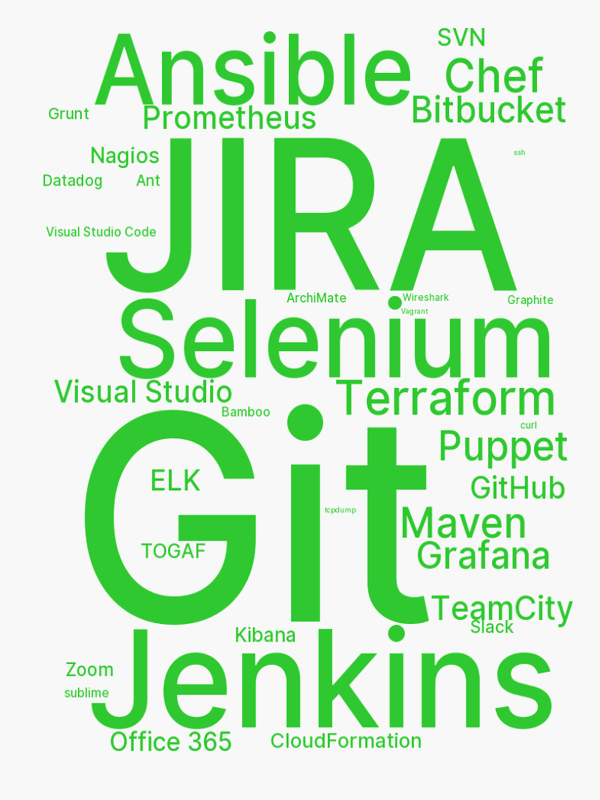 SVN
Ansible
Chef
Bitbucket
Grunt
Prometheus
JIRA
Nagios
ssh
Datadog
Ant
Visual Studio Code
ArchiMate
Wireshark
Graphite
Vagrant
Selenium
Visual Studio
Terraform
Bamboo
curl
Puppet
Git
ELK
GitHub
tcpdump
Maven
TOGAF
Grafana
TeamCity
Slack
Kibana
Jenkins
Zoom
sublime
Office 365
CloudFormation